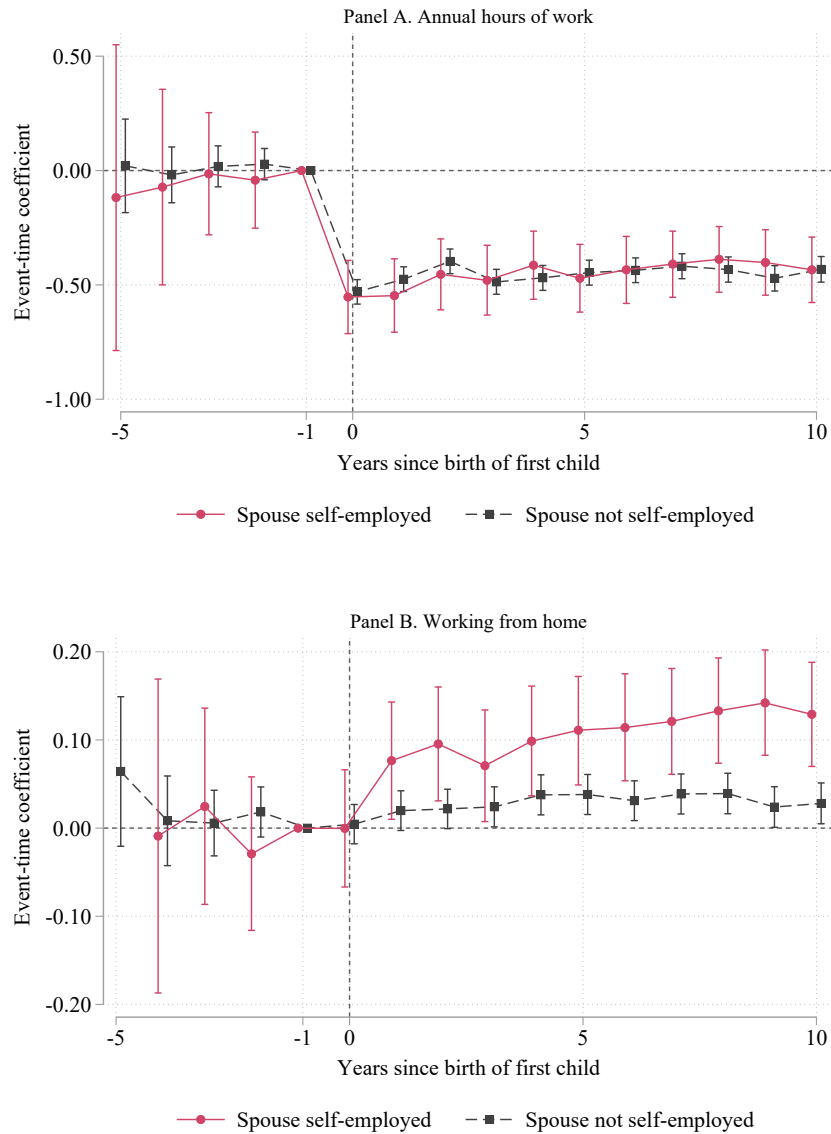 Panel A. Annual hours of work
Event-time coefficient
0.50
0.00
-0.50
-1.00
-5 -1 0 5 10
Years since birth of first child
Spouse self-employed Spouse not self-employed
Panel B. Working from home
Event-time coefficient
0.20
0.10
0.00
-0.10
-0.20
-5 -1 0 5 10
Years since birth of first child
Spouse self-employed Spouse not self-employed